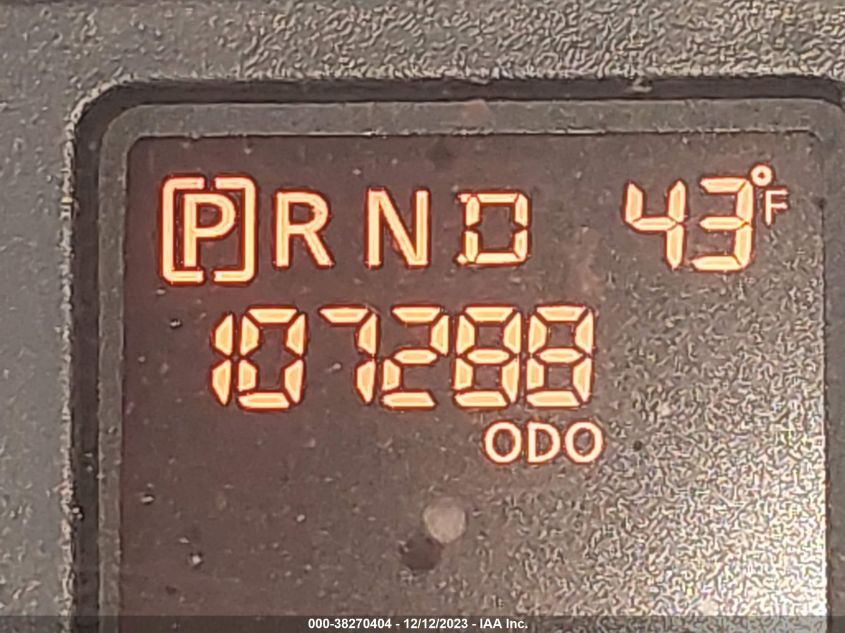 [P] R N D 43°F
107288
ODO
000-38270404 - 12/12/2023 - IAA Inc.